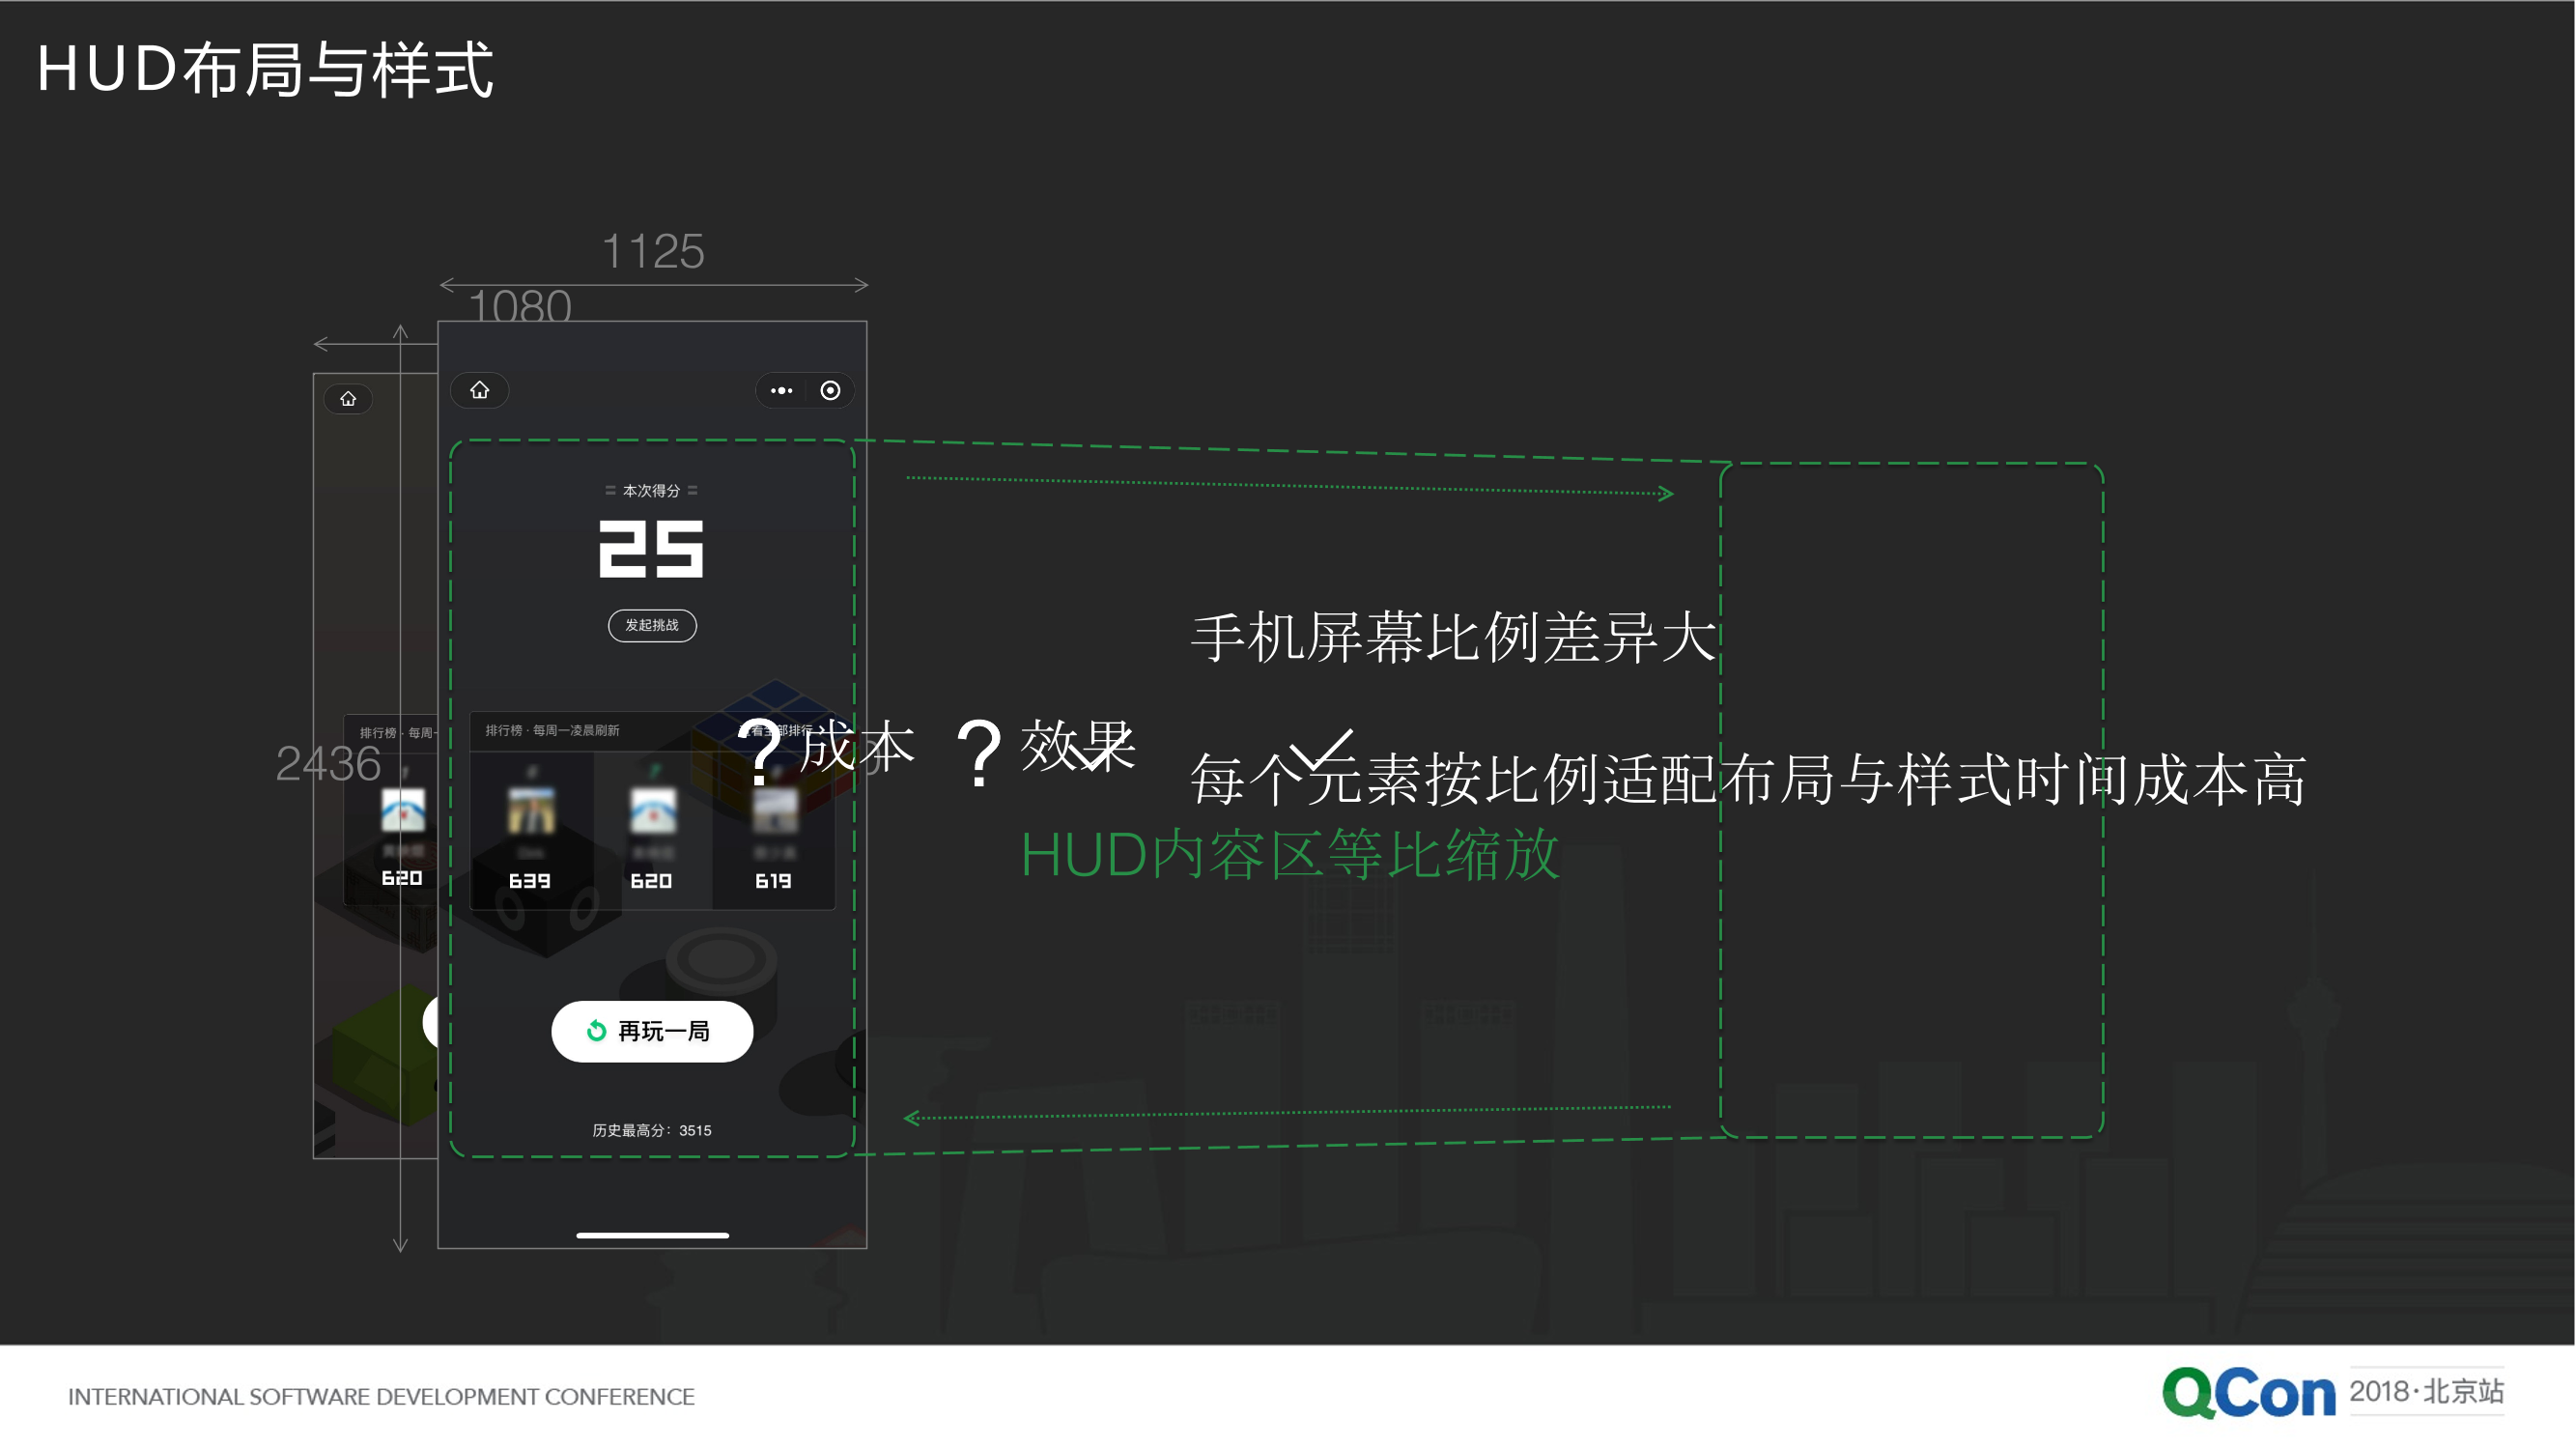 HUD布局与样式
1125
1080
本次得分
25
发起挑战
手机屏幕比例差异大
排行榜 · 每周
排行榜 · 每周一凌晨刷新
查看全部排行
? 成本 ? 效果
2436
每个元素按比例适配布局与样式时间成本高
HUD内容区等比缩放
620
639
620
619
再玩一局
历史最高分：3515
INTERNATIONAL SOFTWARE DEVELOPMENT CONFERENCE
QCon 2018·北京站